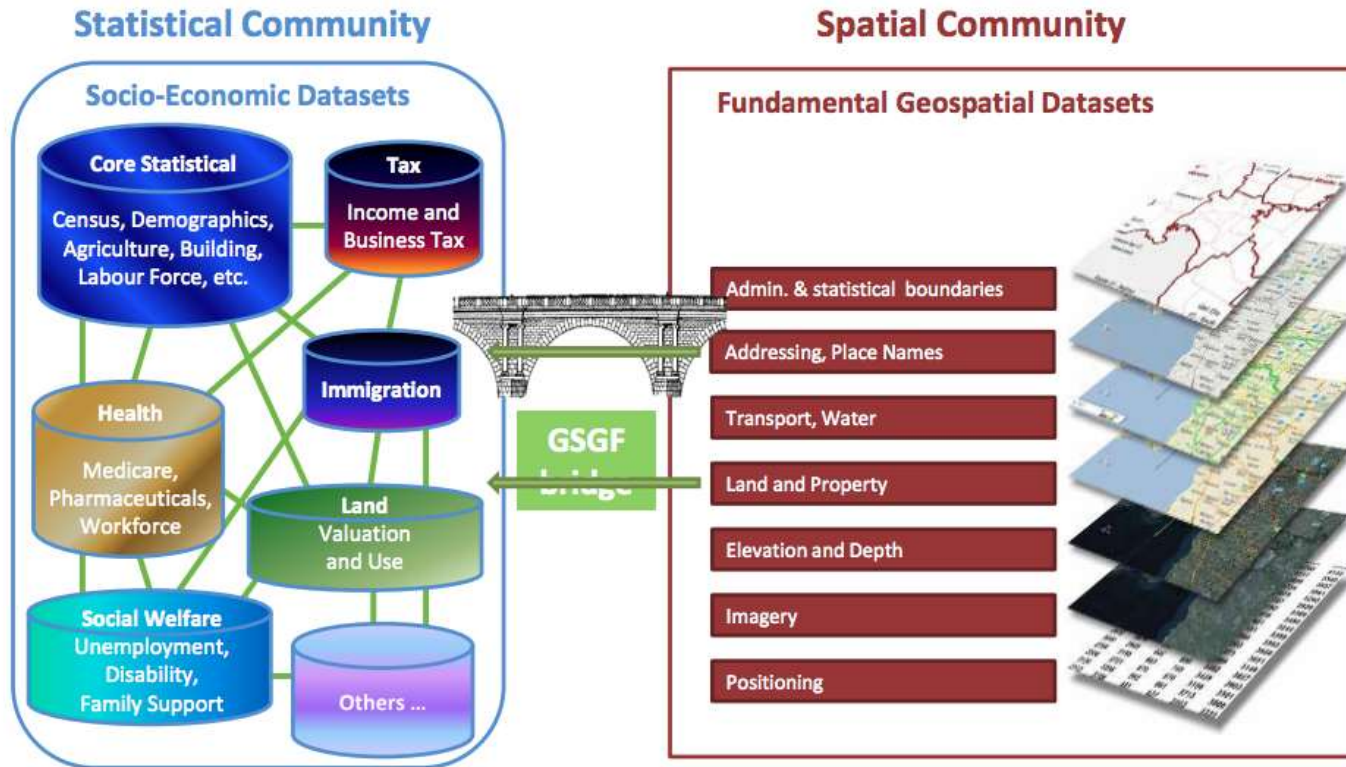 Statistical Community
Spatial Community
Socio-Economic Datasets
Core Statistical
Census, Demographics,
Agriculture, Building,
Labour Force, etc.
Tax
Income and
Business Tax
Immigration
Health
Medicare,
Pharmaceuticals,
Workforce
Land
Valuation
and Use
Social Welfare
Unemployment,
Disability,
Family Support
Others ...
GSGF
bridge
Fundamental Geospatial Datasets
Admin. & statistical boundaries
Addressing, Place Names
Transport, Water
Land and Property
Elevation and Depth
Imagery
Positioning